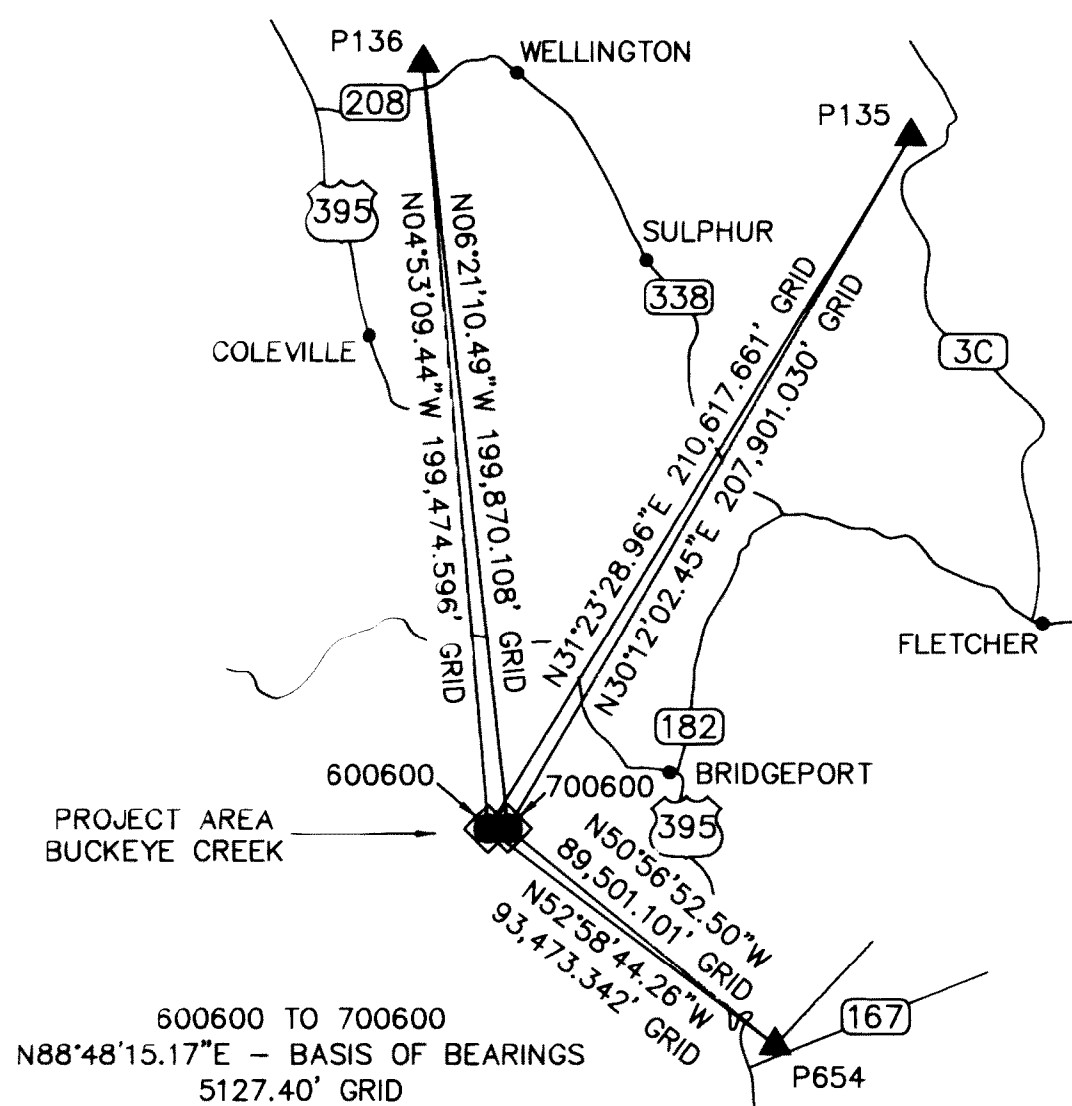 P136
WELLINGTON
208
P135
395
SULPHUR
338
COLEVILLE
3C
N04°53'09.44"W 199,474.596' GRID
N06°21'10.49"W 199,870.108' GRID
N31°23'28.96"E 210,617.661' GRID
N30°12'02.45"E 207,901.030' GRID
FLETCHER
182
BRIDGEPORT
600600
700600
395
PROJECT AREA
BUCKEYE CREEK
N50°56'52.50"W
89,501.101' GRID
N52°58'44.26"W
93,473.342' GRID
167
P654
600600 TO 700600
N88°48'15.17"E - BASIS OF BEARINGS
5127.40' GRID